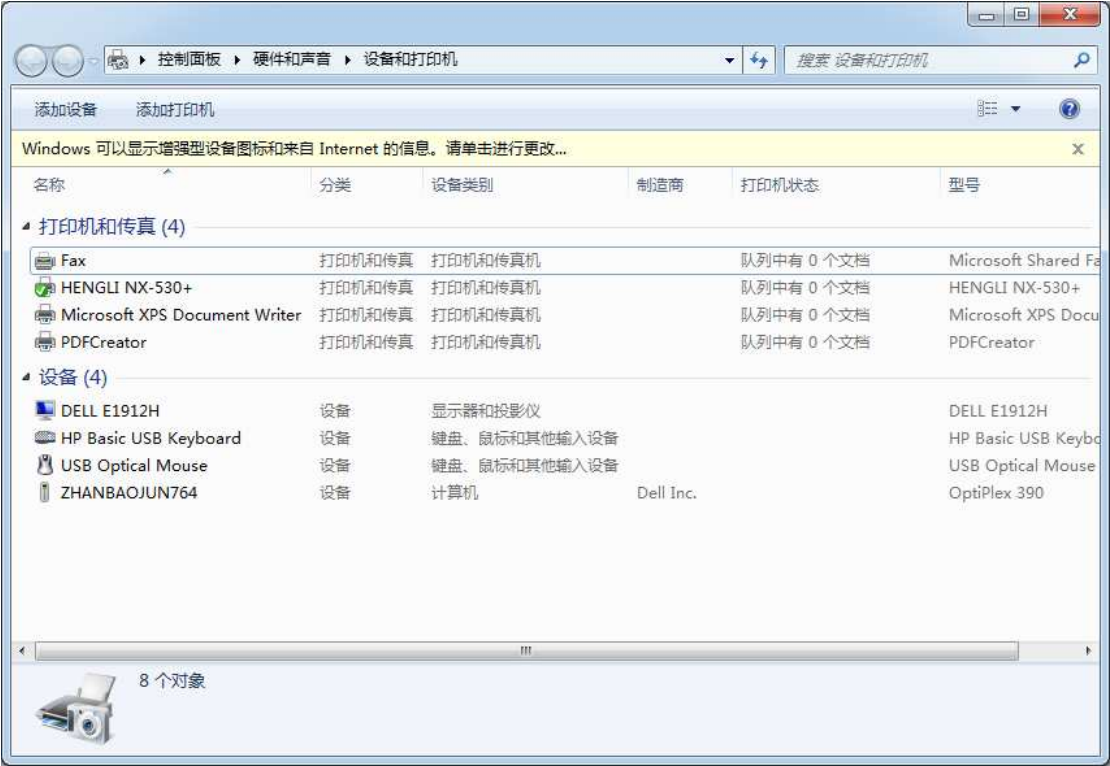 控制面板 ▸ 硬件和声音 ▸ 设备和打印机 搜索 设备和打印机
添加设备 添加打印机
Windows 可以显示增强型设备图标和来自 Internet 的信息。请单击进行更改...
名称 分类 设备类别 制造商 打印机状态 型号
打印机和传真 (4)
Fax 打印机和传真 打印机和传真机 队列中有 0 个文档 Microsoft Shared Fa
HENGLI NX-530+ 打印机和传真 打印机和传真机 队列中有 0 个文档 HENGLI NX-530+
Microsoft XPS Document Writer 打印机和传真 打印机和传真机 队列中有 0 个文档 Microsoft XPS Docu
PDFCreator 打印机和传真 打印机和传真机 队列中有 0 个文档 PDFCreator
设备 (4)
DELL E1912H 设备 显示器和投影仪 DELL E1912H
HP Basic USB Keyboard 设备 键盘、鼠标和其他输入设备 HP Basic USB Keybo
USB Optical Mouse 设备 键盘、鼠标和其他输入设备 USB Optical Mouse
ZHANBAOJUN764 设备 计算机 Dell Inc. OptiPlex 390
8 个对象